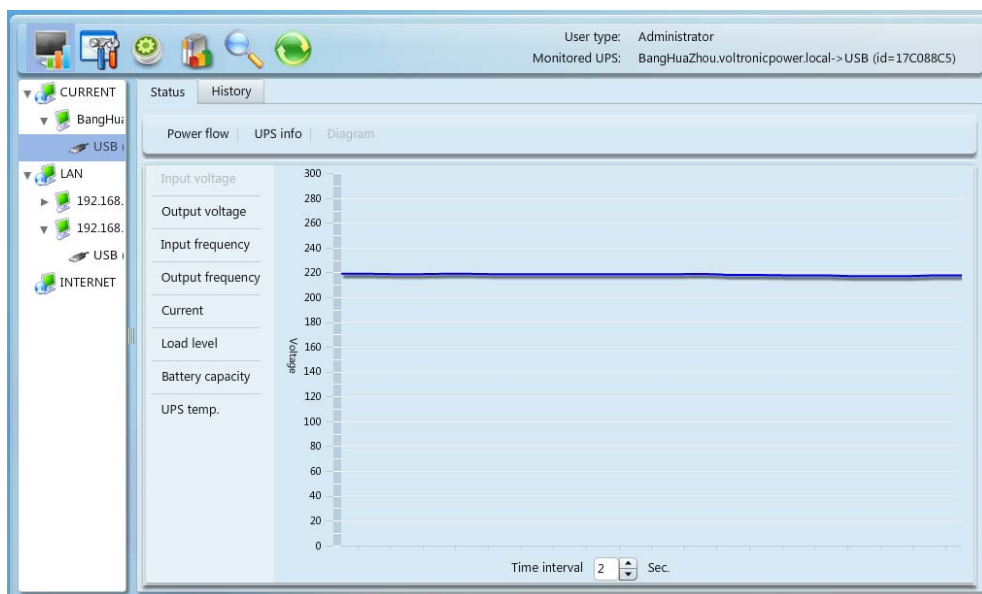 User type: Administrator
Monitored UPS: BangHuaZhou.voltronicpower.local->USB (id=17C088C5)
CURRENT
BangHua
USB (
LAN
192.168.
192.168.
USB (
INTERNET
Status History
Power flow UPS info Diagram
Input voltage
Output voltage
Input frequency
Output frequency
Current
Load level
Battery capacity
UPS temp.
Voltage
300
280
260
240
220
200
180
160
140
120
100
80
60
40
20
0
Time interval 2 Sec.